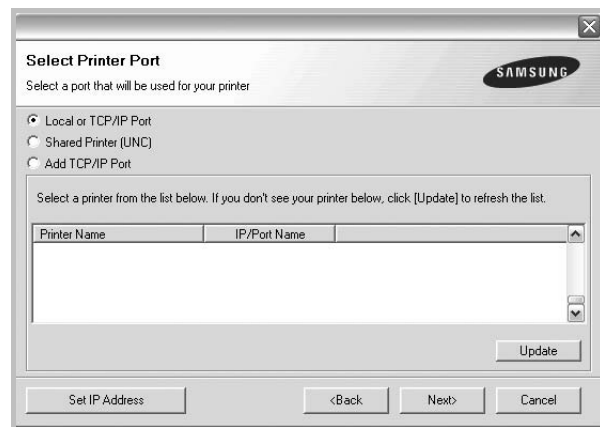 Select Printer Port
Select a port that will be used for your printer
SAMSUNG
Local or TCP/IP Port
Shared Printer (UNC)
Add TCP/IP Port
Select a printer from the list below. If you don't see your printer below, click [Update] to refresh the list.
Printer Name IP/Port Name
Update
Set IP Address <Back Next> Cancel